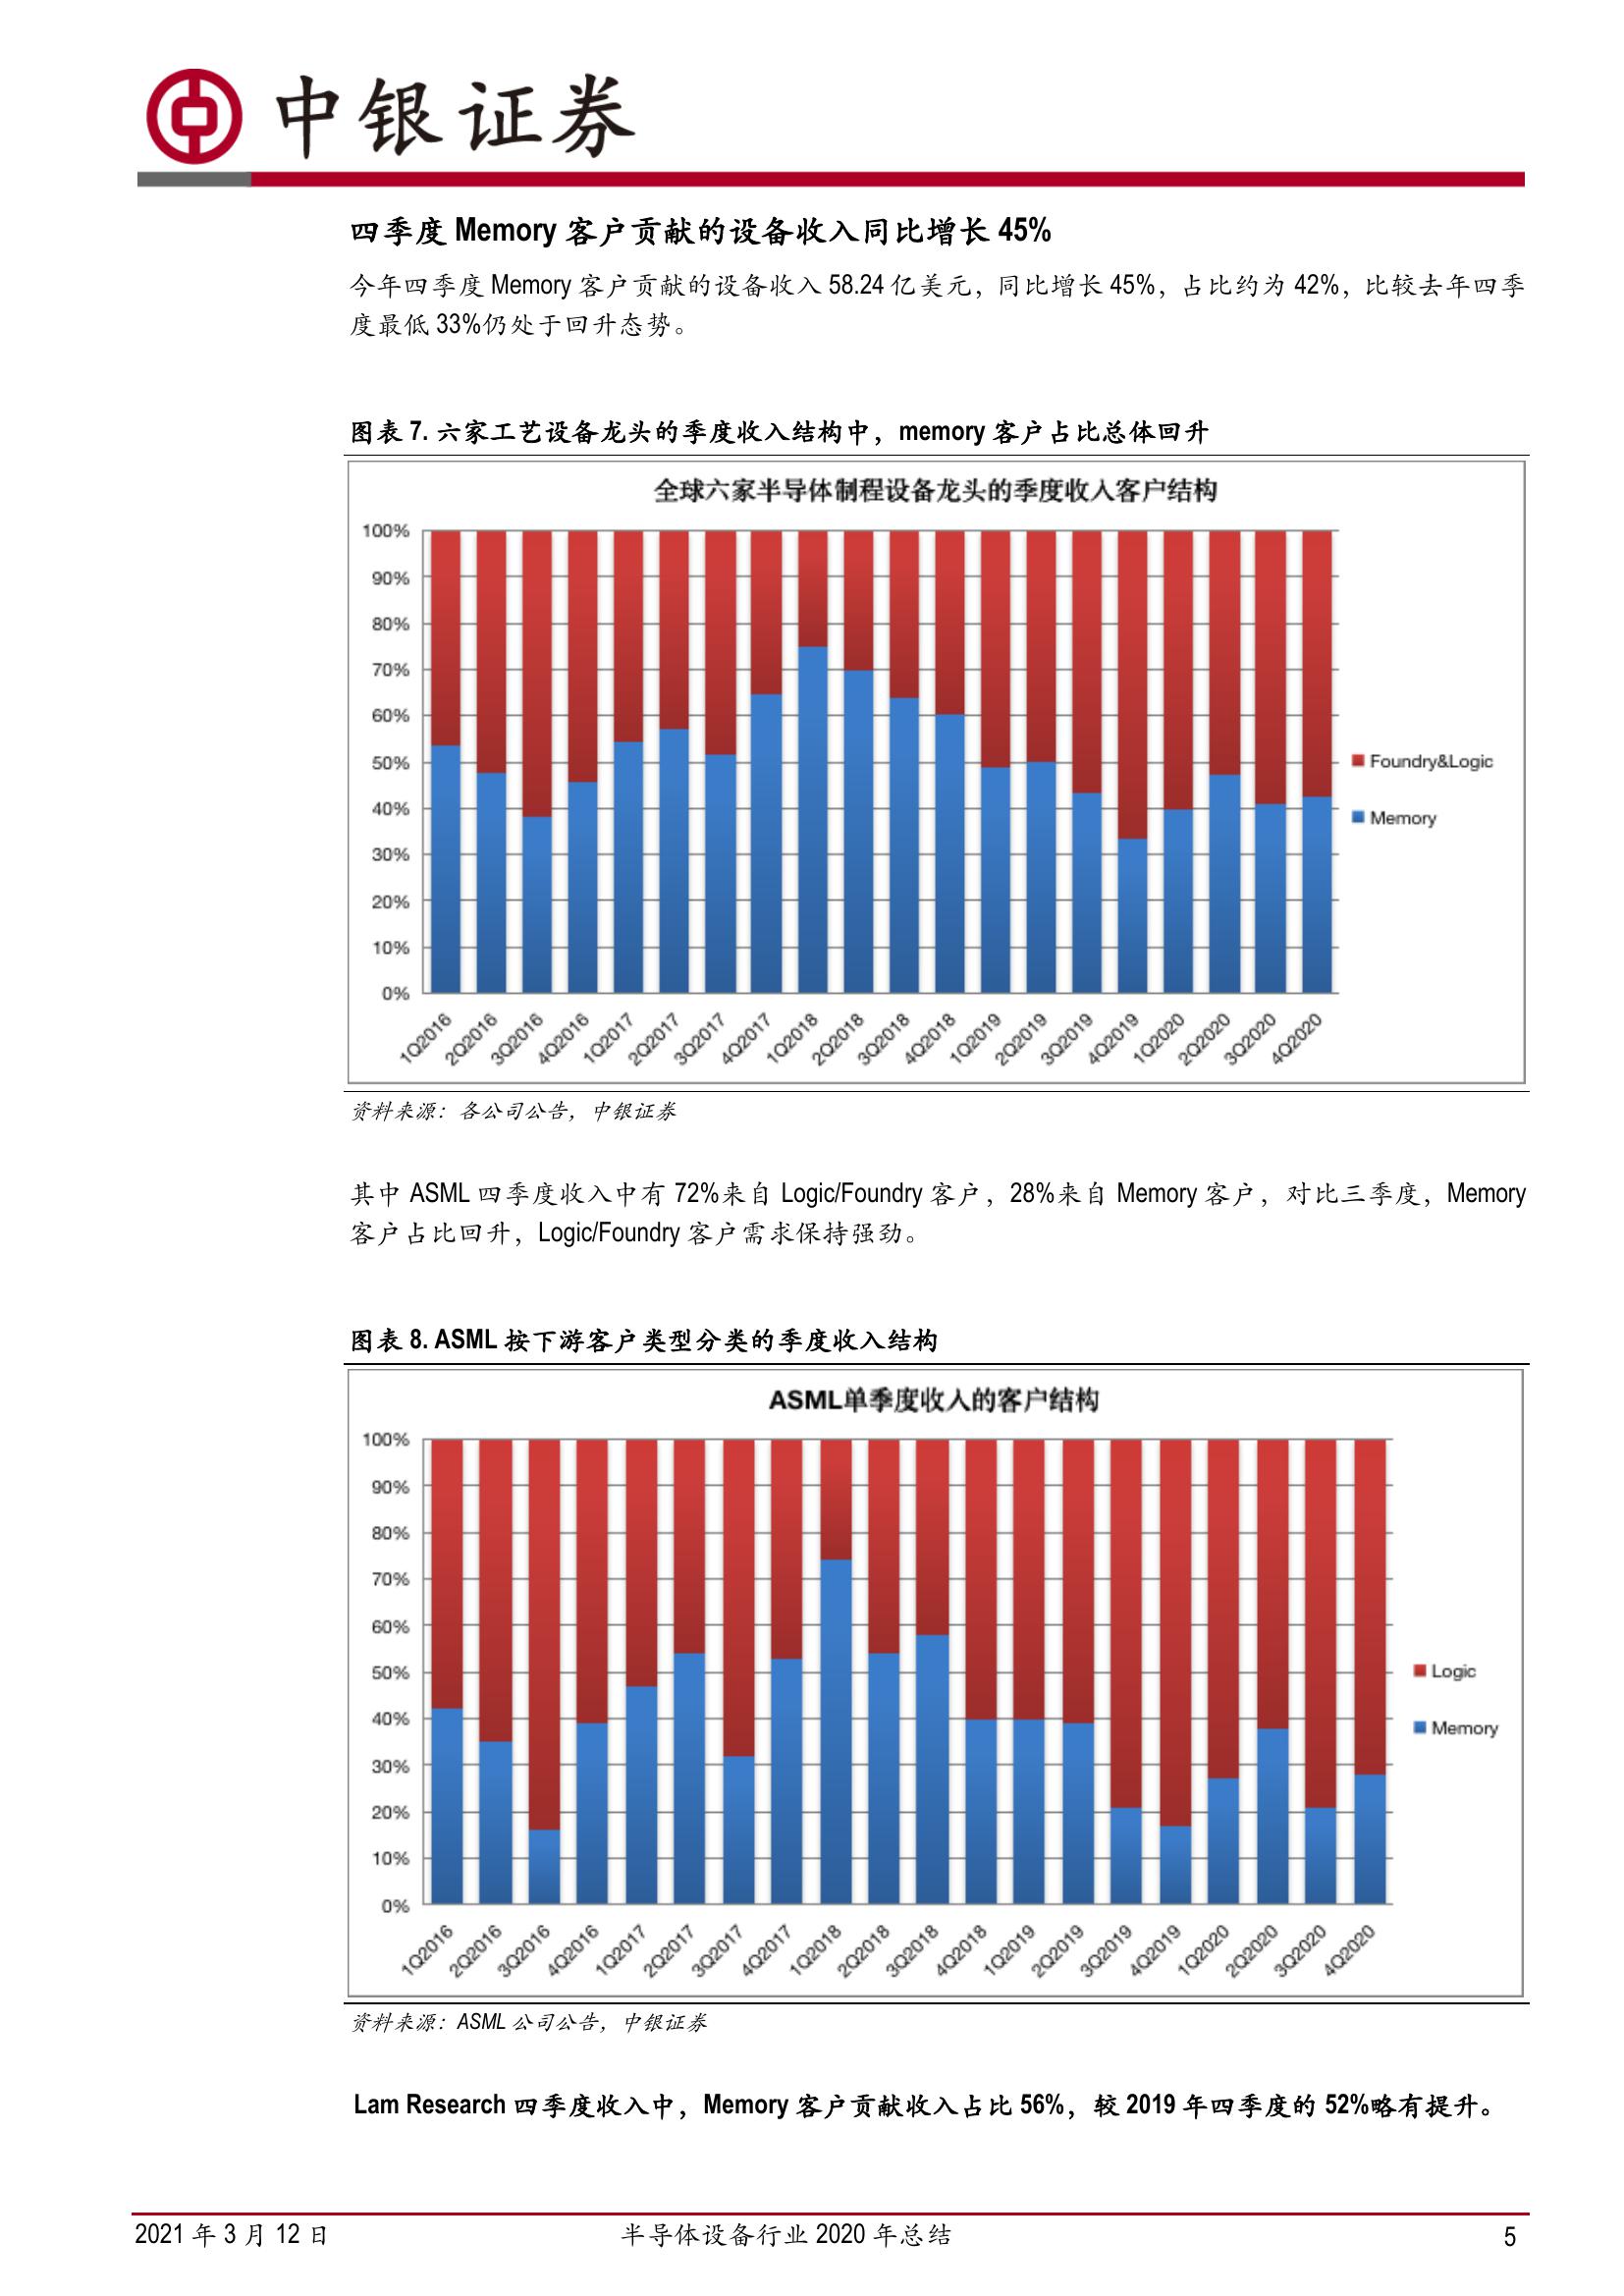 中银证券
四季度 Memory 客户贡献的设备收入同比增长 45%
今年四季度 Memory 客户贡献的设备收入 58.24 亿美元，同比增长 45%，占比约为 42%，比较去年四季
度最低 33%仍处于回升态势。
图表 7. 六家工艺设备龙头的季度收入结构中，memory 客户占比总体回升
全球六家半导体制程设备龙头的季度收入客户结构
100%
90%
80%
70%
60%
50%
40%
30%
20%
10%
0%
Foundry&Logic
Memory
1Q2016 2Q2016 3Q2016 4Q2016 1Q2017 2Q2017 3Q2017 4Q2017 1Q2018 2Q2018 3Q2018 4Q2018 1Q2019 2Q2019 3Q2019 4Q2019 1Q2020 2Q2020 3Q2020 4Q2020
资料来源：各公司公告，中银证券
其中 ASML 四季度收入中有 72%来自 Logic/Foundry 客户，28%来自 Memory 客户，对比三季度，Memory
客户占比回升，Logic/Foundry 客户需求保持强劲。
图表 8. ASML 按下游客户类型分类的季度收入结构
ASML单季度收入的客户结构
100%
90%
80%
70%
60%
50%
40%
30%
20%
10%
0%
Logic
Memory
1Q2016 2Q2016 3Q2016 4Q2016 1Q2017 2Q2017 3Q2017 4Q2017 1Q2018 2Q2018 3Q2018 4Q2018 1Q2019 2Q2019 3Q2019 4Q2019 1Q2020 2Q2020 3Q2020 4Q2020
资料来源：ASML 公司公告，中银证券
Lam Research 四季度收入中，Memory 客户贡献收入占比 56%，较 2019 年四季度的 52%略有提升。
2021 年 3 月 12 日 半导体设备行业 2020 年总结 5